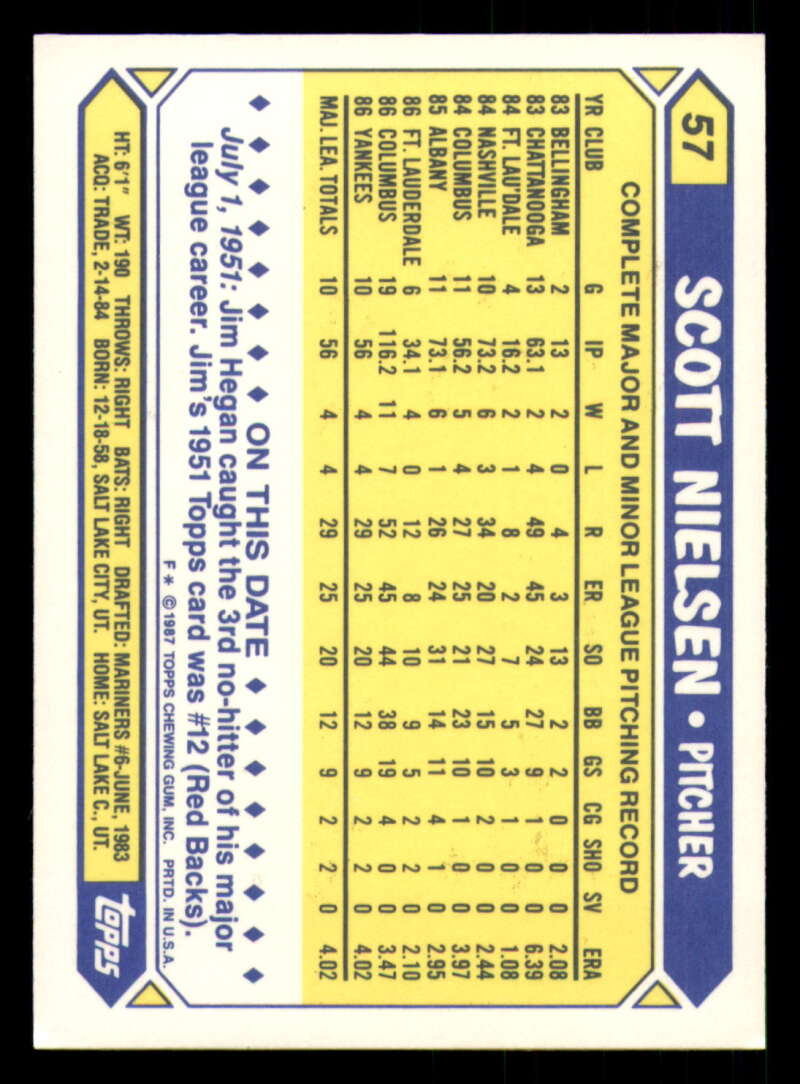 57 SCOTT NIELSEN • PITCHER
COMPLETE MAJOR AND MINOR LEAGUE PITCHING RECORD
YR CLUB G IP W L R ER SO BB GS CG SHO SV ERA
83 BELLINGHAM 2 13 2 0 4 3 13 2 2 0 0 0 2.08
83 CHATTANOOGA 13 63.1 2 4 49 45 24 27 9 1 0 0 6.39
84 FT. LAU'DALE 4 16.2 2 1 8 2 7 5 3 1 0 0 1.08
84 NASHVILLE 10 73.2 6 3 34 20 27 15 10 2 0 0 2.44
84 COLUMBUS 11 56.2 5 4 27 25 21 23 10 1 0 0 3.97
85 ALBANY 11 73.1 6 1 26 24 31 14 11 4 1 0 2.95
86 FT. LAUDERDALE 6 34.1 4 0 12 8 10 9 5 2 2 0 2.10
86 COLUMBUS 19 116.2 11 7 52 45 44 38 19 4 0 0 3.47
86 YANKEES 10 56 4 4 29 25 20 12 9 2 2 0 4.02
MAJ. LEA. TOTALS 10 56 4 4 29 25 20 12 9 2 2 0 4.02
◆ ◆ ◆ ◆ ◆ ◆ ◆ ◆ ON THIS DATE ◆ ◆ ◆ ◆ ◆ ◆ ◆ ◆
July 1, 1951: Jim Hegan caught the 3rd no-hitter of his major
league career. Jim's 1951 Topps card was #12 (Red Backs).
F* ©1987 TOPPS CHEWING GUM, INC. PRTD. IN U.S.A.
HT: 6'1" WT: 190 THROWS: RIGHT BATS: RIGHT DRAFTED: MARINERS #6-JUNE, 1983
ACQ: TRADE, 2-14-84 BORN: 12-18-58, SALT LAKE CITY, UT. HOME: SALT LAKE C., UT.
topps